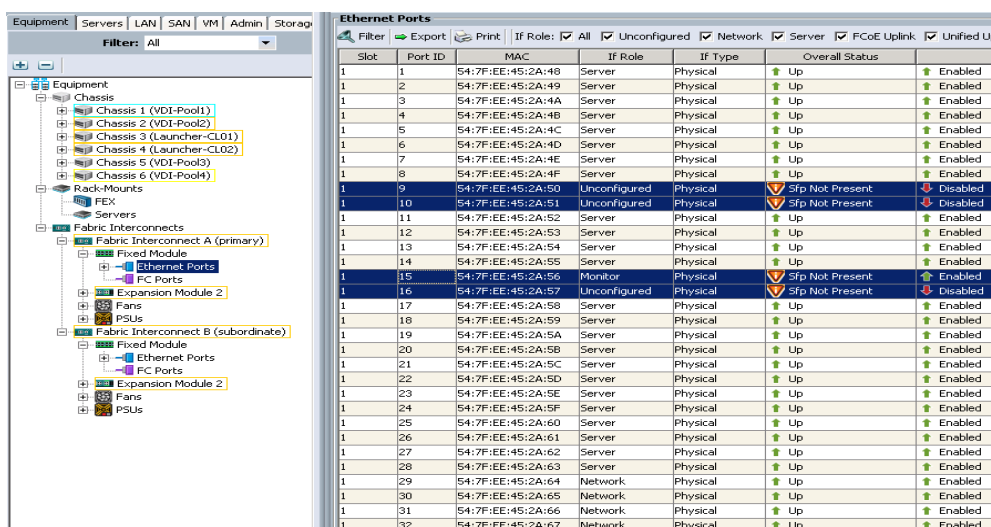 Equipment Servers LAN SAN VM Admin Storag
Filter: All
Equipment
Chassis
Chassis 1 (VDI-Pool1)
Chassis 2 (VDI-Pool2)
Chassis 3 (Launcher-CL01)
Chassis 4 (Launcher-CL02)
Chassis 5 (VDI-Pool3)
Chassis 6 (VDI-Pool4)
Rack-Mounts
FEX
Servers
Fabric Interconnects
Fabric Interconnect A (primary)
Fixed Module
Ethernet Ports
FC Ports
Expansion Module 2
Fans
PSUs
Fabric Interconnect B (subordinate)
Fixed Module
Ethernet Ports
FC Ports
Expansion Module 2
Fans
PSUs
Ethernet Ports
Filter Export Print If Role: All Unconfigured Network Server FCoE Uplink Unified U
Slot Port ID MAC If Role If Type Overall Status
1 1 54:7F:EE:45:2A:48 Server Physical Up Enabled
1 2 54:7F:EE:45:2A:49 Server Physical Up Enabled
1 3 54:7F:EE:45:2A:4A Server Physical Up Enabled
1 4 54:7F:EE:45:2A:4B Server Physical Up Enabled
1 5 54:7F:EE:45:2A:4C Server Physical Up Enabled
1 6 54:7F:EE:45:2A:4D Server Physical Up Enabled
1 7 54:7F:EE:45:2A:4E Server Physical Up Enabled
1 8 54:7F:EE:45:2A:4F Server Physical Up Enabled
1 9 54:7F:EE:45:2A:50 Unconfigured Physical Sfp Not Present Disabled
1 10 54:7F:EE:45:2A:51 Unconfigured Physical Sfp Not Present Disabled
1 11 54:7F:EE:45:2A:52 Server Physical Up Enabled
1 12 54:7F:EE:45:2A:53 Server Physical Up Enabled
1 13 54:7F:EE:45:2A:54 Server Physical Up Enabled
1 14 54:7F:EE:45:2A:55 Server Physical Up Enabled
1 15 54:7F:EE:45:2A:56 Monitor Physical Sfp Not Present Enabled
1 16 54:7F:EE:45:2A:57 Unconfigured Physical Sfp Not Present Disabled
1 17 54:7F:EE:45:2A:58 Server Physical Up Enabled
1 18 54:7F:EE:45:2A:59 Server Physical Up Enabled
1 19 54:7F:EE:45:2A:5A Server Physical Up Enabled
1 20 54:7F:EE:45:2A:5B Server Physical Up Enabled
1 21 54:7F:EE:45:2A:5C Server Physical Up Enabled
1 22 54:7F:EE:45:2A:5D Server Physical Up Enabled
1 23 54:7F:EE:45:2A:5E Server Physical Up Enabled
1 24 54:7F:EE:45:2A:5F Server Physical Up Enabled
1 25 54:7F:EE:45:2A:60 Server Physical Up Enabled
1 26 54:7F:EE:45:2A:61 Server Physical Up Enabled
1 27 54:7F:EE:45:2A:62 Server Physical Up Enabled
1 28 54:7F:EE:45:2A:63 Server Physical Up Enabled
1 29 54:7F:EE:45:2A:64 Network Physical Up Enabled
1 30 54:7F:EE:45:2A:65 Network Physical Up Enabled
1 31 54:7F:EE:45:2A:66 Network Physical Up Enabled
1 32 54:7F:EE:45:2A:67 Network Physical Up Enabled